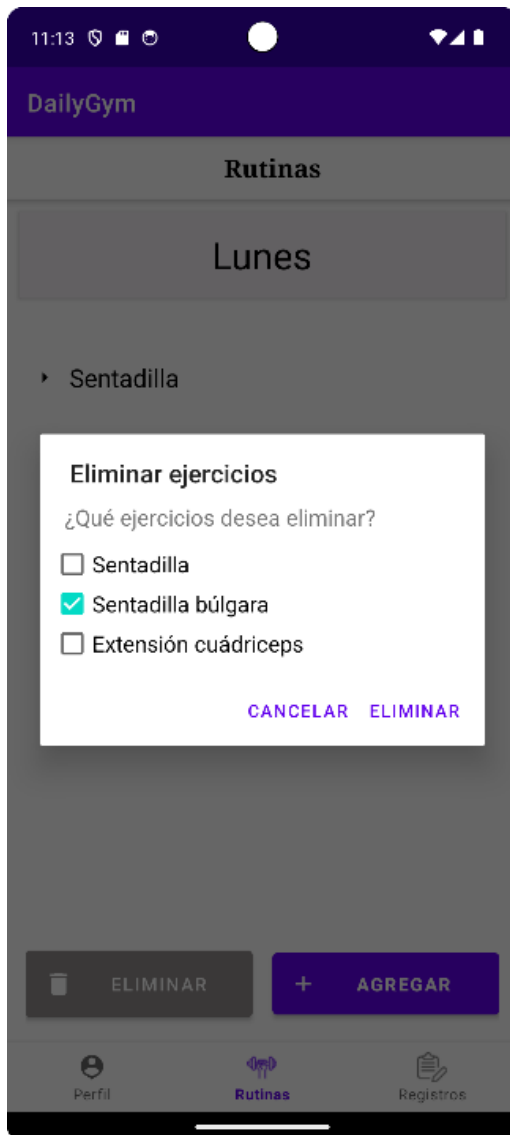 11:13
DailyGym
Rutinas
Lunes
Sentadilla
Eliminar ejercicios
¿Qué ejercicios desea eliminar?
Sentadilla
Sentadilla búlgara
Extensión cuádriceps
CANCELAR ELIMINAR
ELIMINAR + AGREGAR
Perfil Rutinas Registros